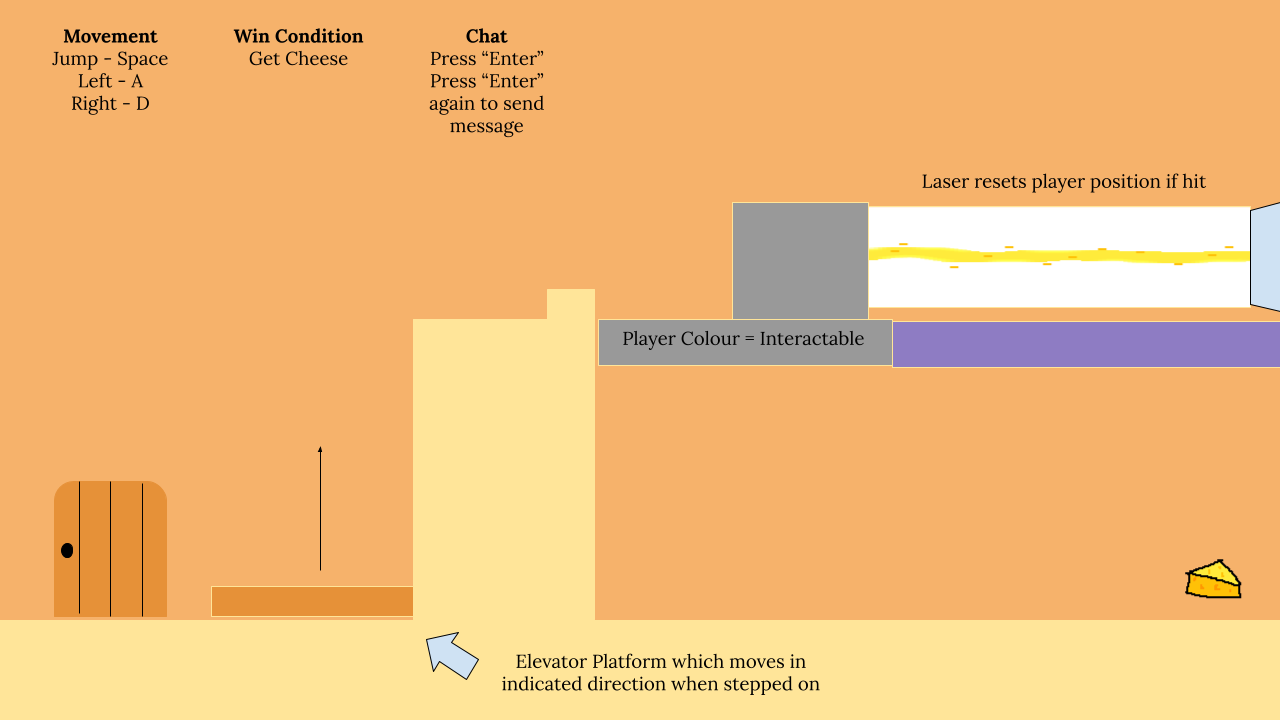 Movement
Jump - Space
Left - A
Right - D
Win Condition
Get Cheese
Chat
Press “Enter”
Press “Enter”
again to send
message
Laser resets player position if hit
Player Colour = Interactable
Elevator Platform which moves in
indicated direction when stepped on